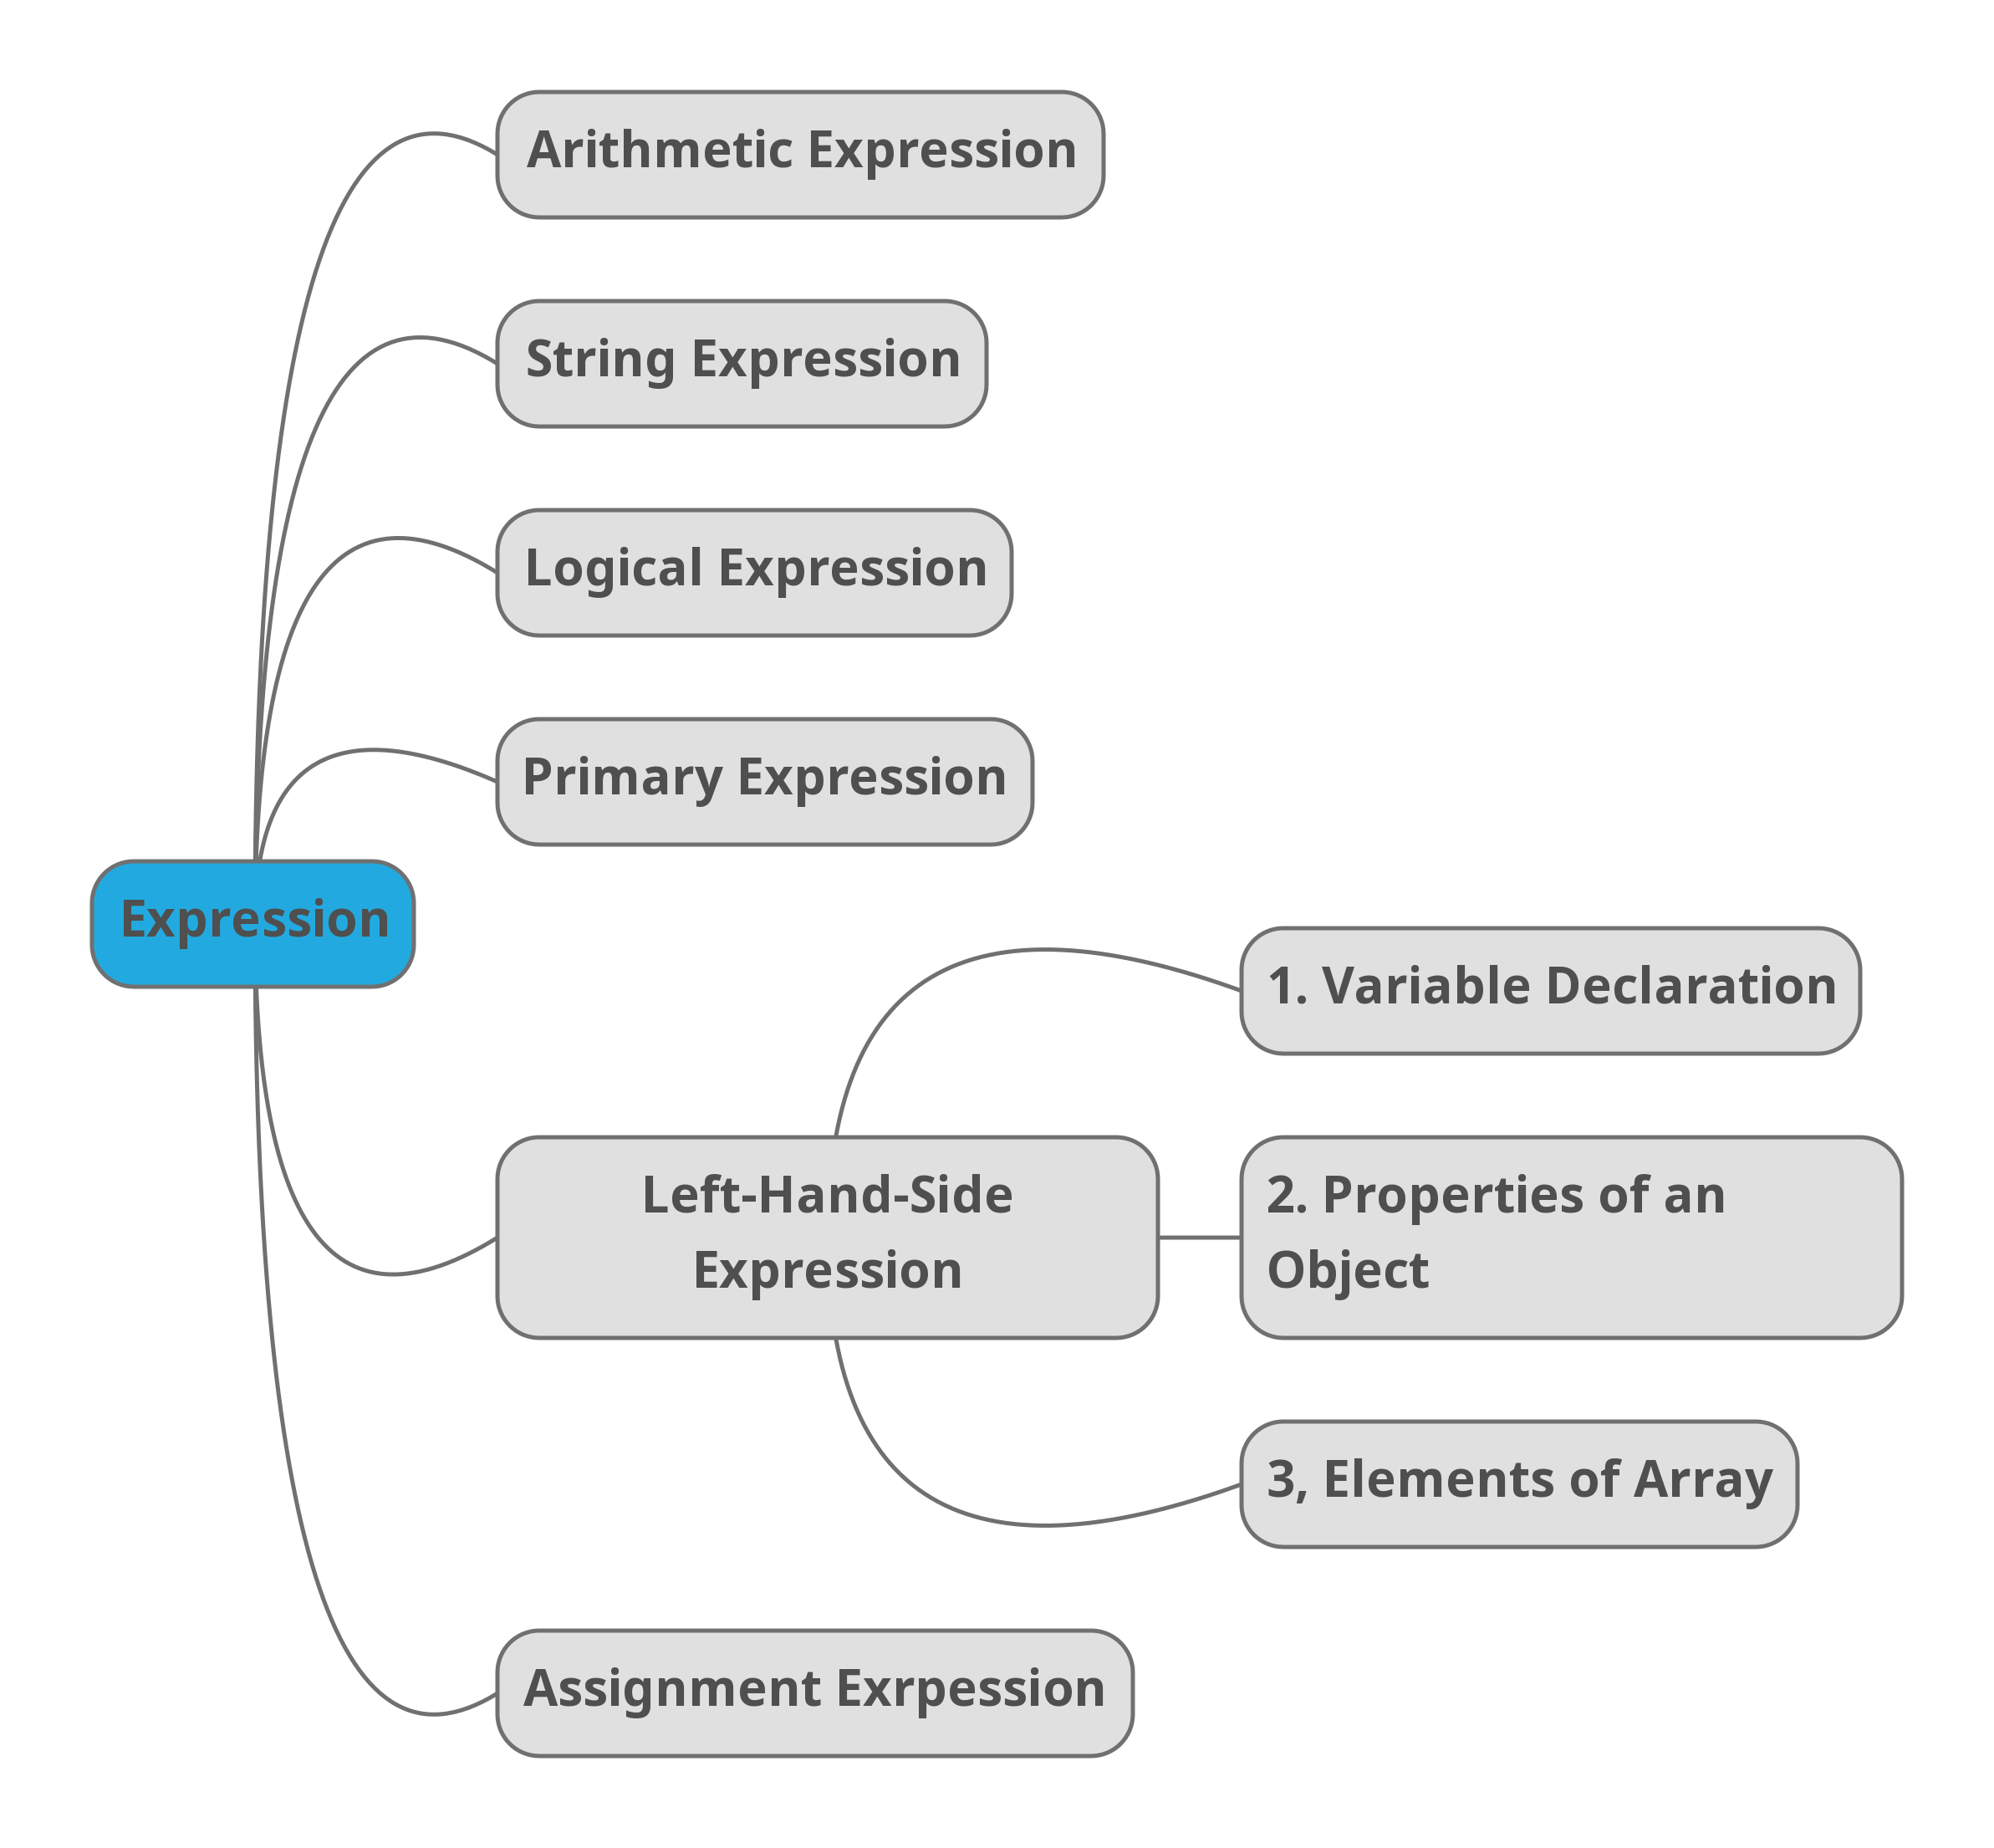 Arithmetic Expression
String Expression
Logical Expression
Primary Expression
Expression
1. Variable Declaration
Left-Hand-Side
Expression
2. Properties of an
Object
3, Elements of Array
Assignment Exrpession